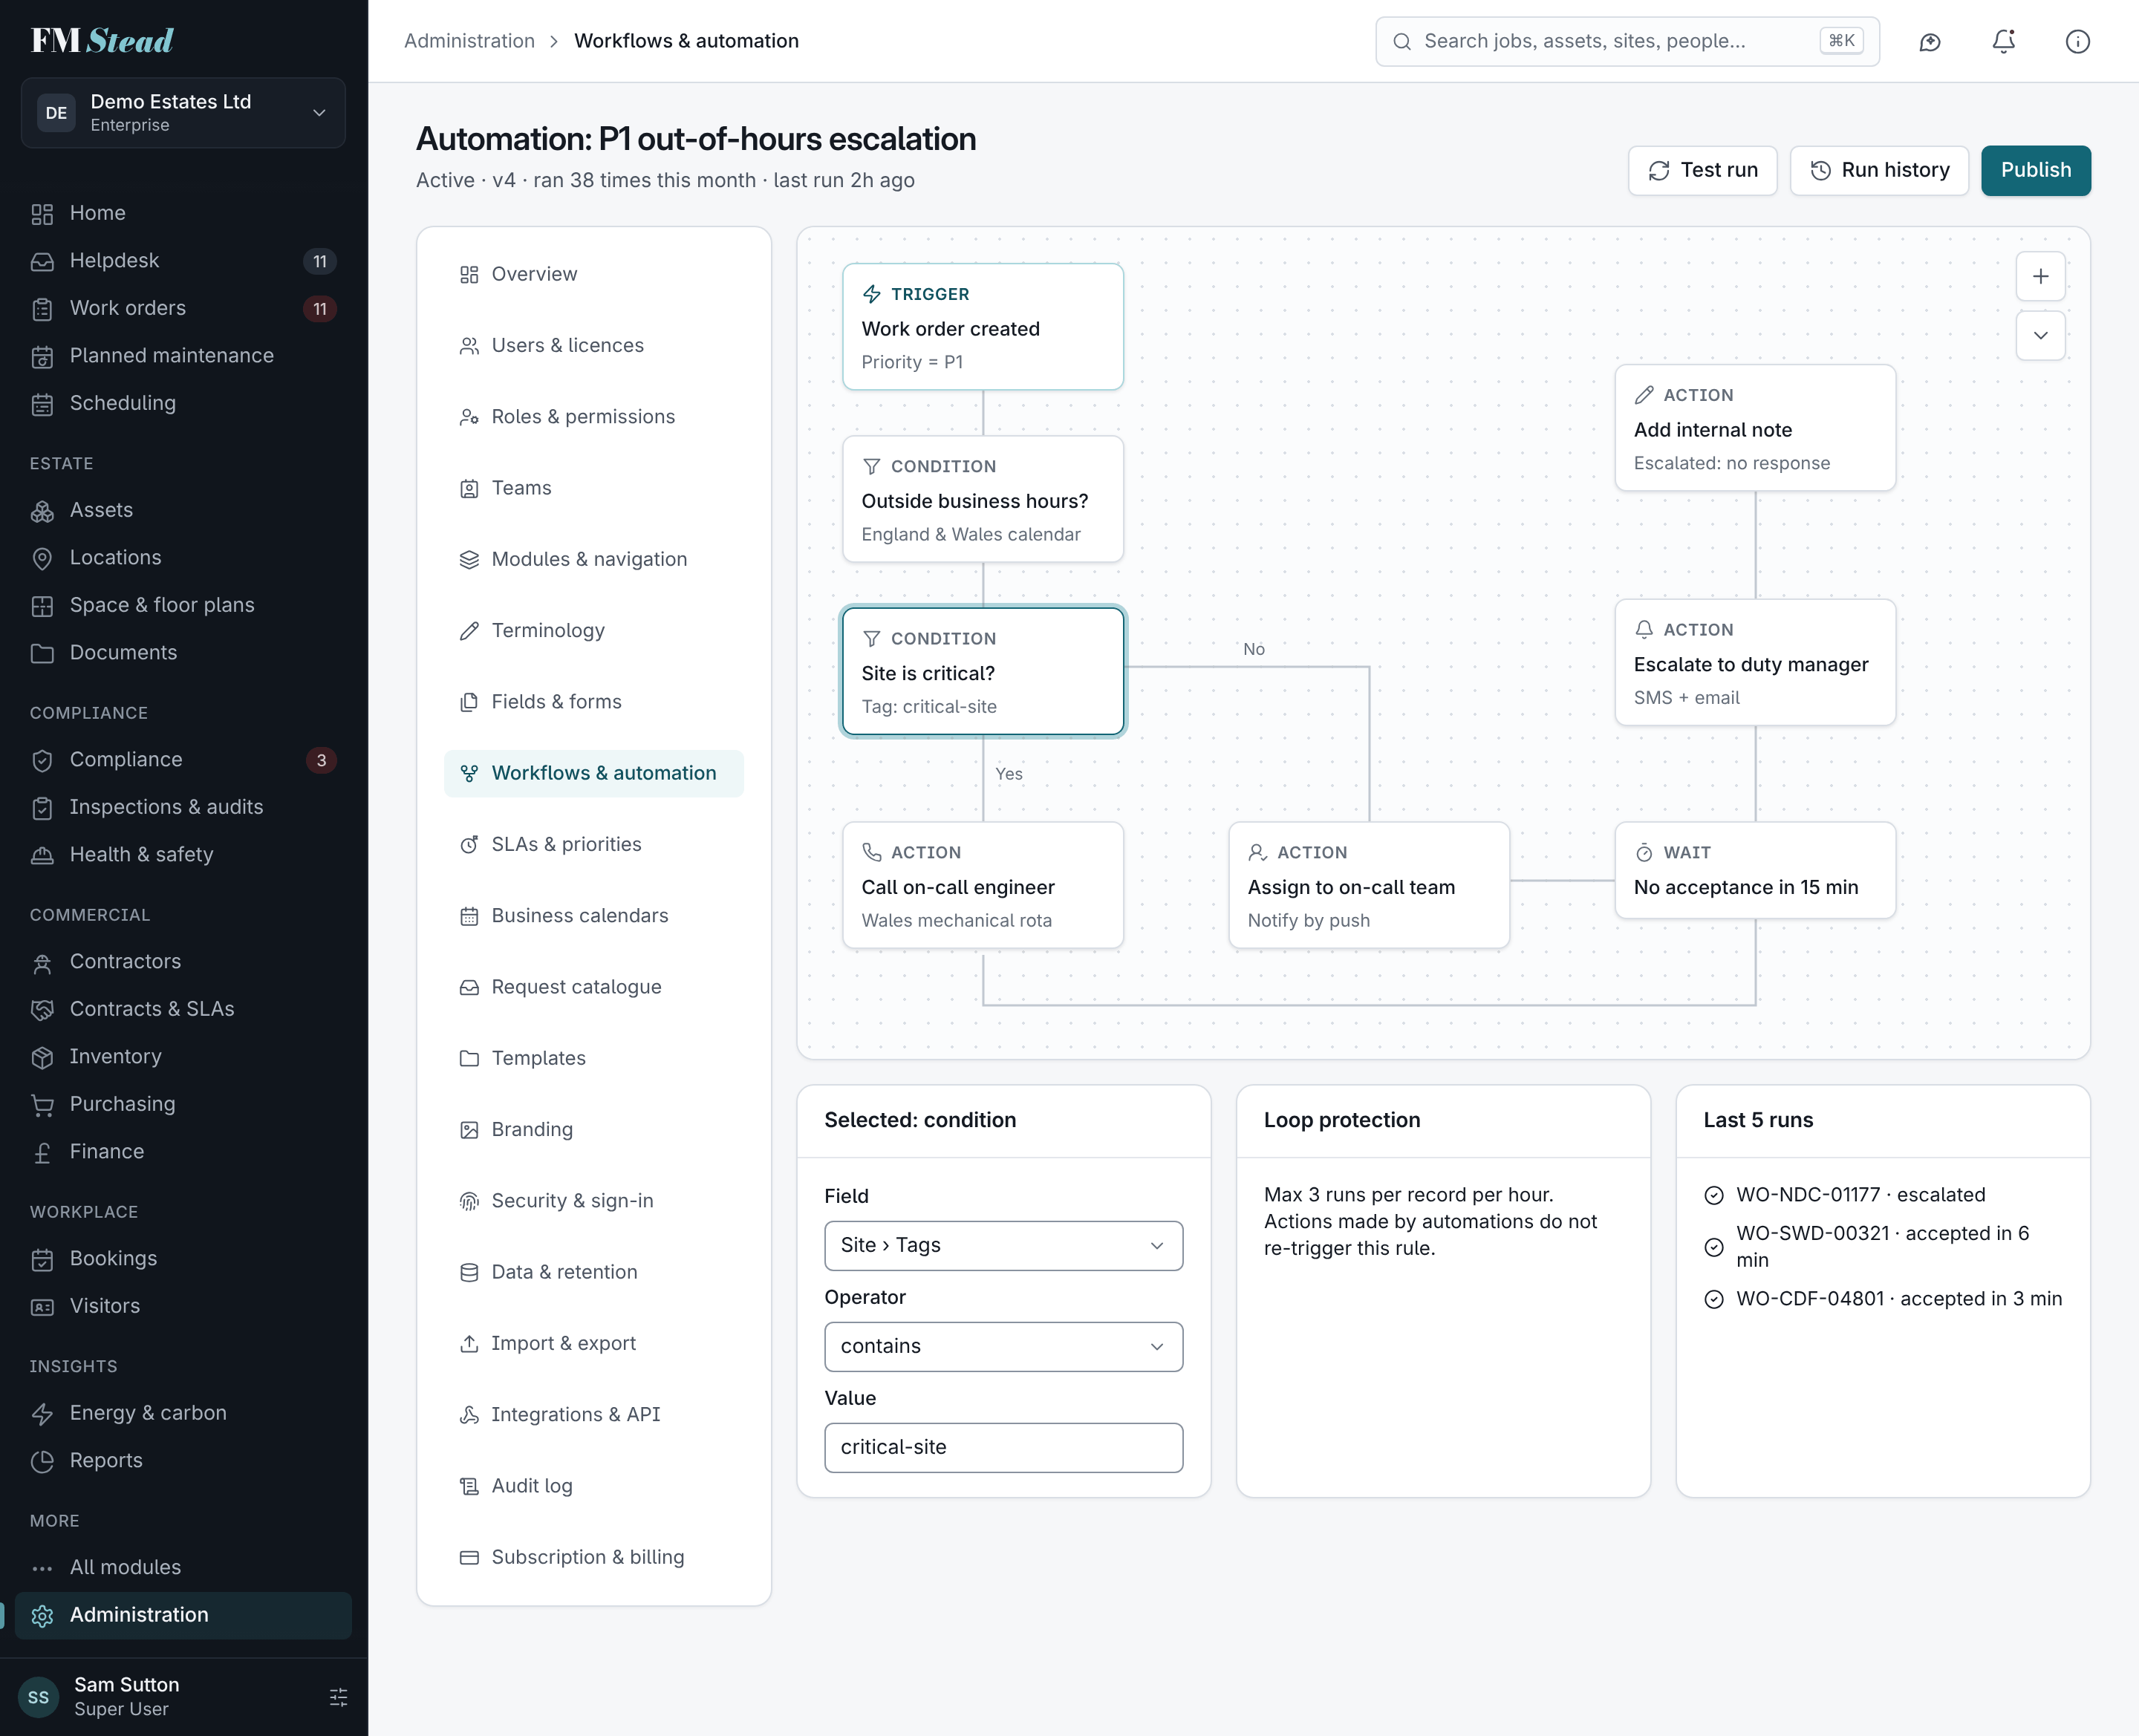 FM Stead
DE
Demo Estates Ltd
Enterprise
Home
Helpdesk 11
Work orders 11
Planned maintenance
Scheduling
ESTATE
Assets
Locations
Space & floor plans
Documents
COMPLIANCE
Compliance 3
Inspections & audits
Health & safety
COMMERCIAL
Contractors
Contracts & SLAs
Inventory
Purchasing
Finance
WORKPLACE
Bookings
Visitors
INSIGHTS
Energy & carbon
Reports
MORE
All modules
Administration
SS
Sam Sutton
Super User
Administration > Workflows & automation
Search jobs, assets, sites, people... ⌘K
Automation: P1 out-of-hours escalation
Active · v4 · ran 38 times this month · last run 2h ago
Test run
Run history
Publish
Overview
Users & licences
Roles & permissions
Teams
Modules & navigation
Terminology
Fields & forms
Workflows & automation
SLAs & priorities
Business calendars
Request catalogue
Templates
Branding
Security & sign-in
Data & retention
Import & export
Integrations & API
Audit log
Subscription & billing
TRIGGER
Work order created
Priority = P1
CONDITION
Outside business hours?
England & Wales calendar
CONDITION
Site is critical?
Tag: critical-site
No
Yes
ACTION
Call on-call engineer
Wales mechanical rota
ACTION
Assign to on-call team
Notify by push
ACTION
Add internal note
Escalated: no response
ACTION
Escalate to duty manager
SMS + email
WAIT
No acceptance in 15 min
Selected: condition
Field
Site › Tags
Operator
contains
Value
critical-site
Loop protection
Max 3 runs per record per hour.
Actions made by automations do not
re-trigger this rule.
Last 5 runs
WO-NDC-01177 · escalated
WO-SWD-00321 · accepted in 6
min
WO-CDF-04801 · accepted in 3 min